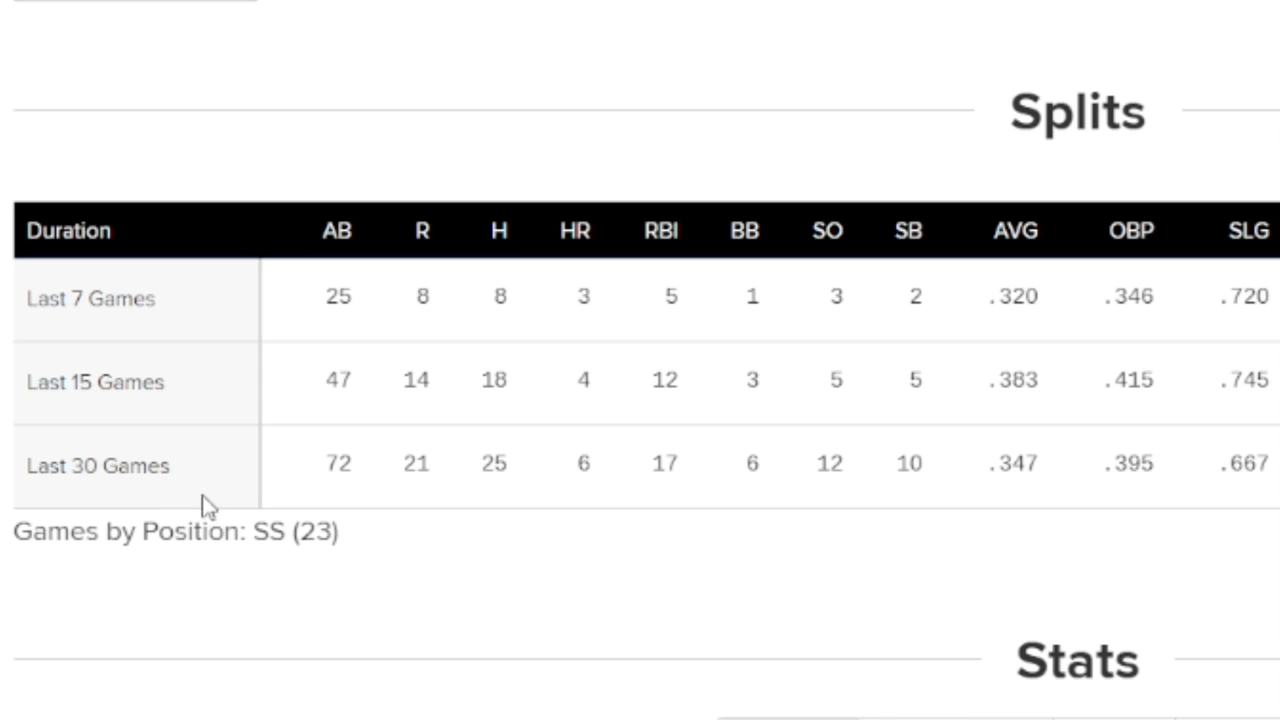 Splits
Duration AB R H HR RBI BB SO SB AVG OBP SLG
Last 7 Games 25 8 8 3 5 1 3 2 .320 .346 .720
Last 15 Games 47 14 18 4 12 3 5 5 .383 .415 .745
Last 30 Games 72 21 25 6 17 6 12 10 .347 .395 .667
Games by Position: SS (23)
Stats